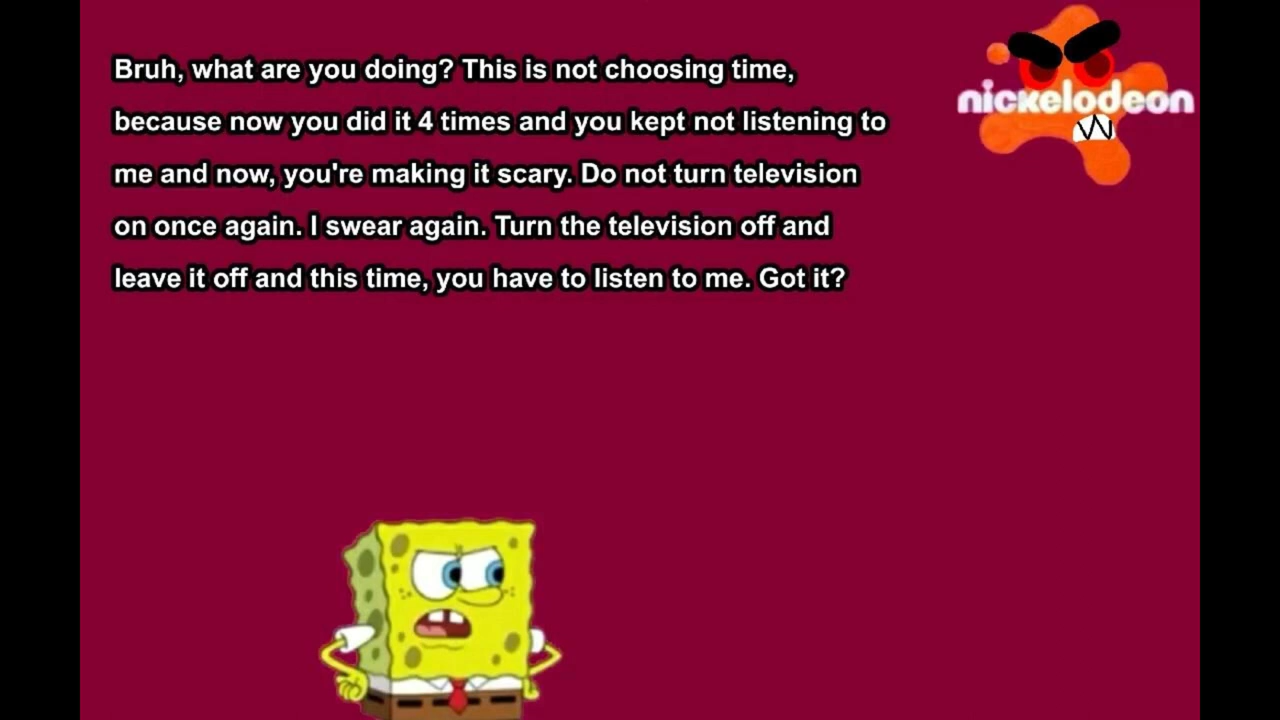 Bruh, what are you doing? This is not choosing time,
because now you did it 4 times and you kept not listening to
me and now, you're making it scary. Do not turn television
on once again. I swear again. Turn the television off and
leave it off and this time, you have to listen to me. Got it?
nickelodeon